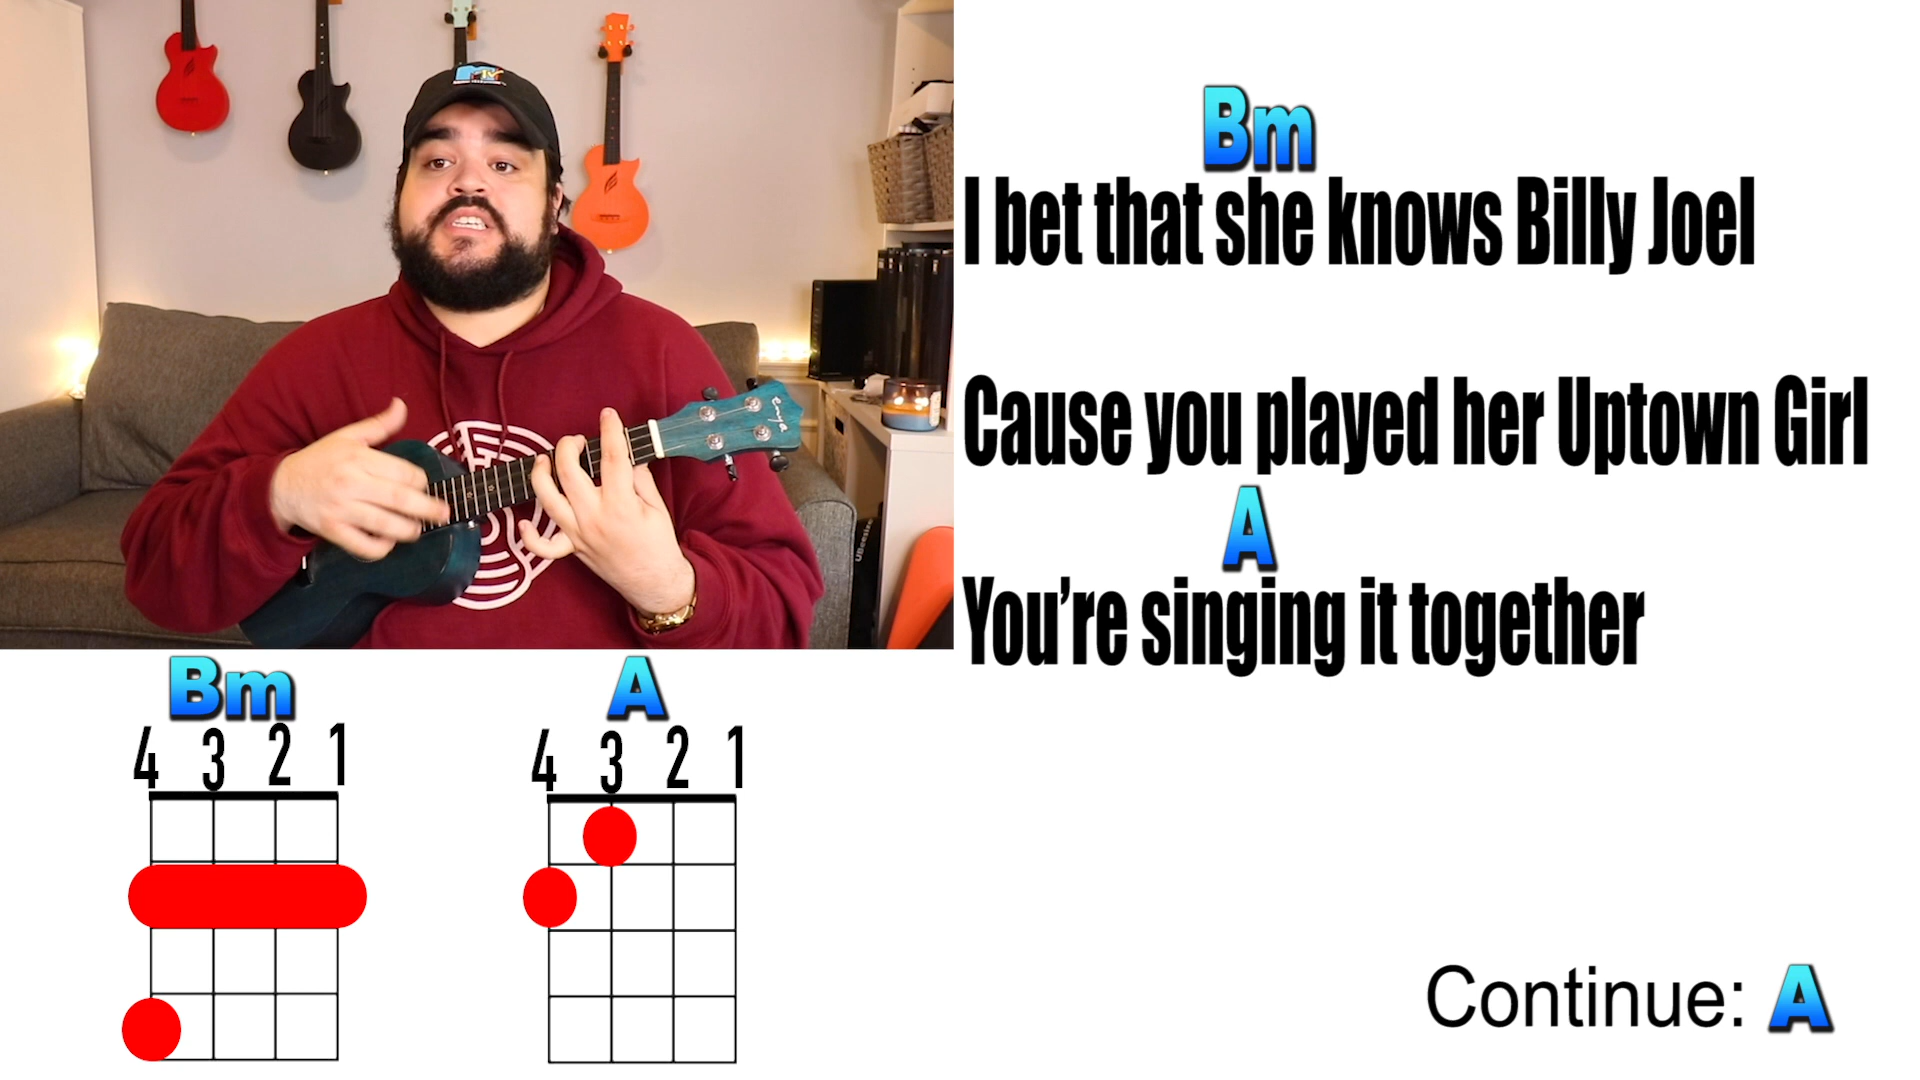 Bm
I bet that she knows Billy Joel
Cause you played her Uptown Girl
A
You're singing it together
Continue: A
Bm
4 3 2 1
A
4 3 2 1
enya